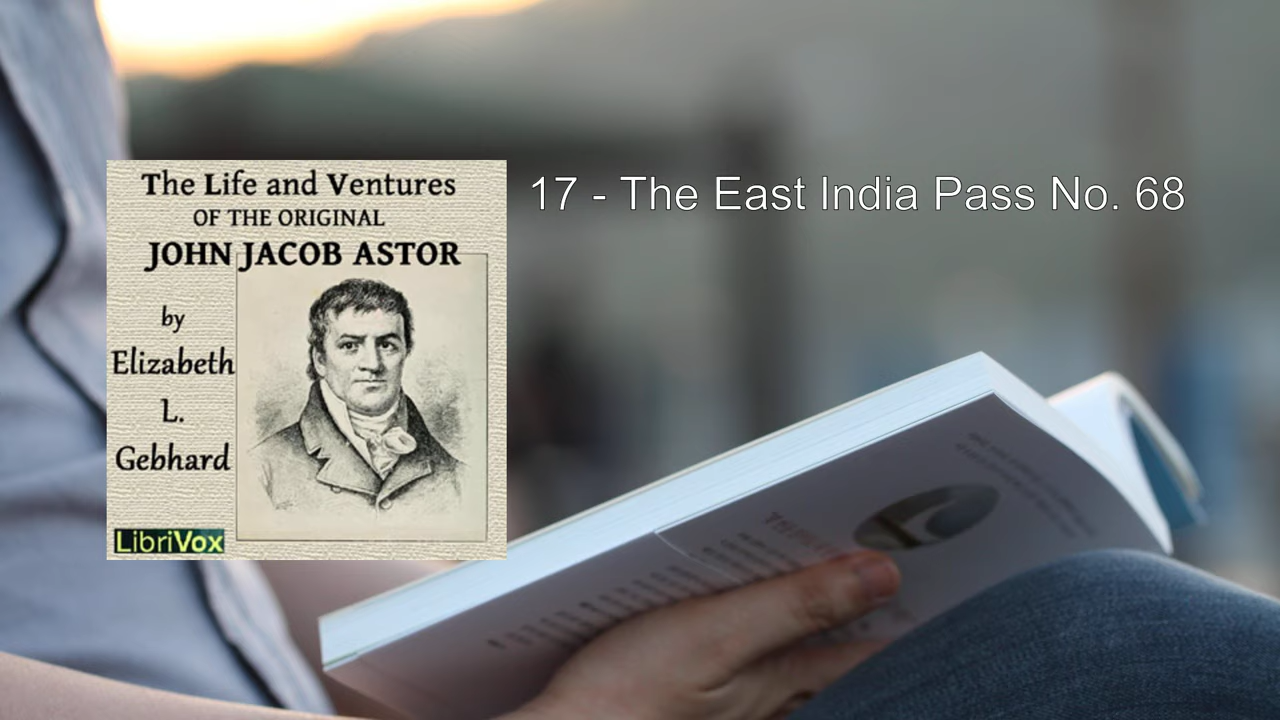 The Life and Ventures
OF THE ORIGINAL
JOHN JACOB ASTOR
by
Elizabeth
L.
Gebhard
LibriVox
17 - The East India Pass No. 68